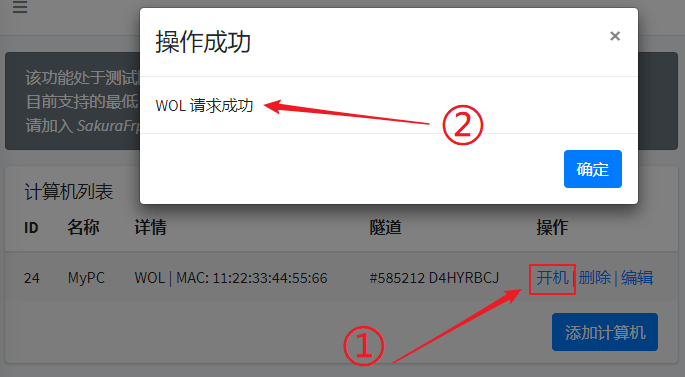 操作成功
×
该功能处于测试
目前支持的最低
请加入 SakuraFrp
WOL 请求成功
②
确定
计算机列表
ID 名称 详情 隧道 操作
24 MyPC WOL | MAC: 11:22:33:44:55:66 #585212 D4HYRBCJ 开机 | 删除 | 编辑
添加计算机
①